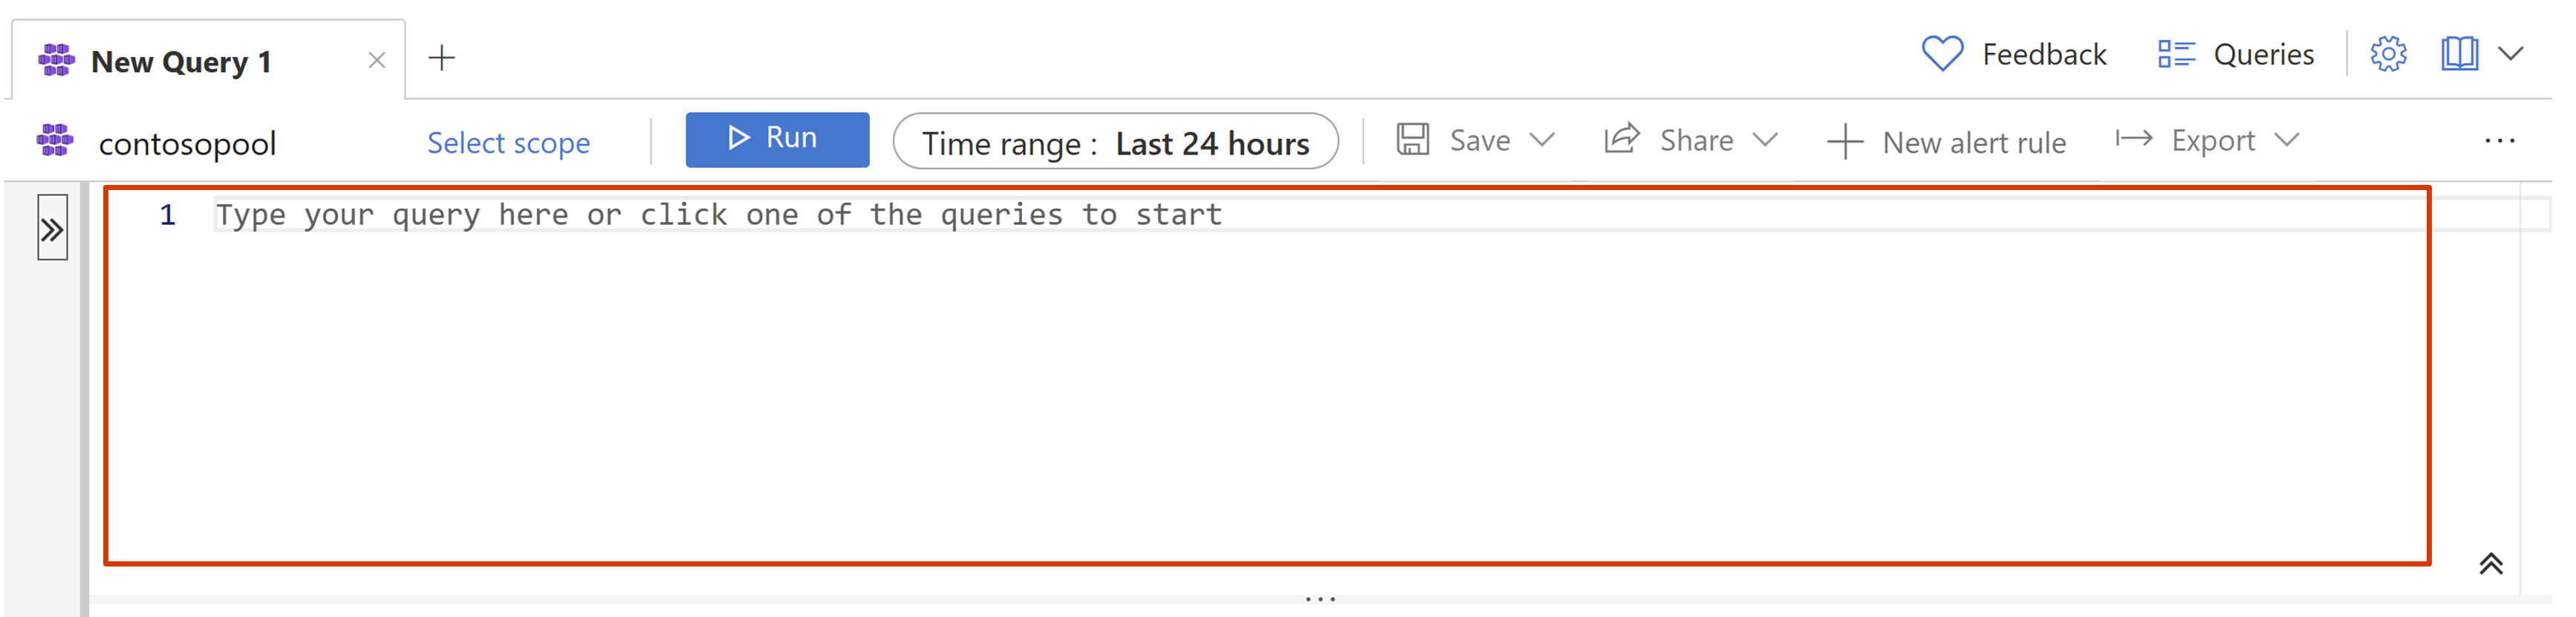 New Query 1
Feedback Queries
contosopool Select scope Run Time range : Last 24 hours Save Share New alert rule Export
1 Type your query here or click one of the queries to start